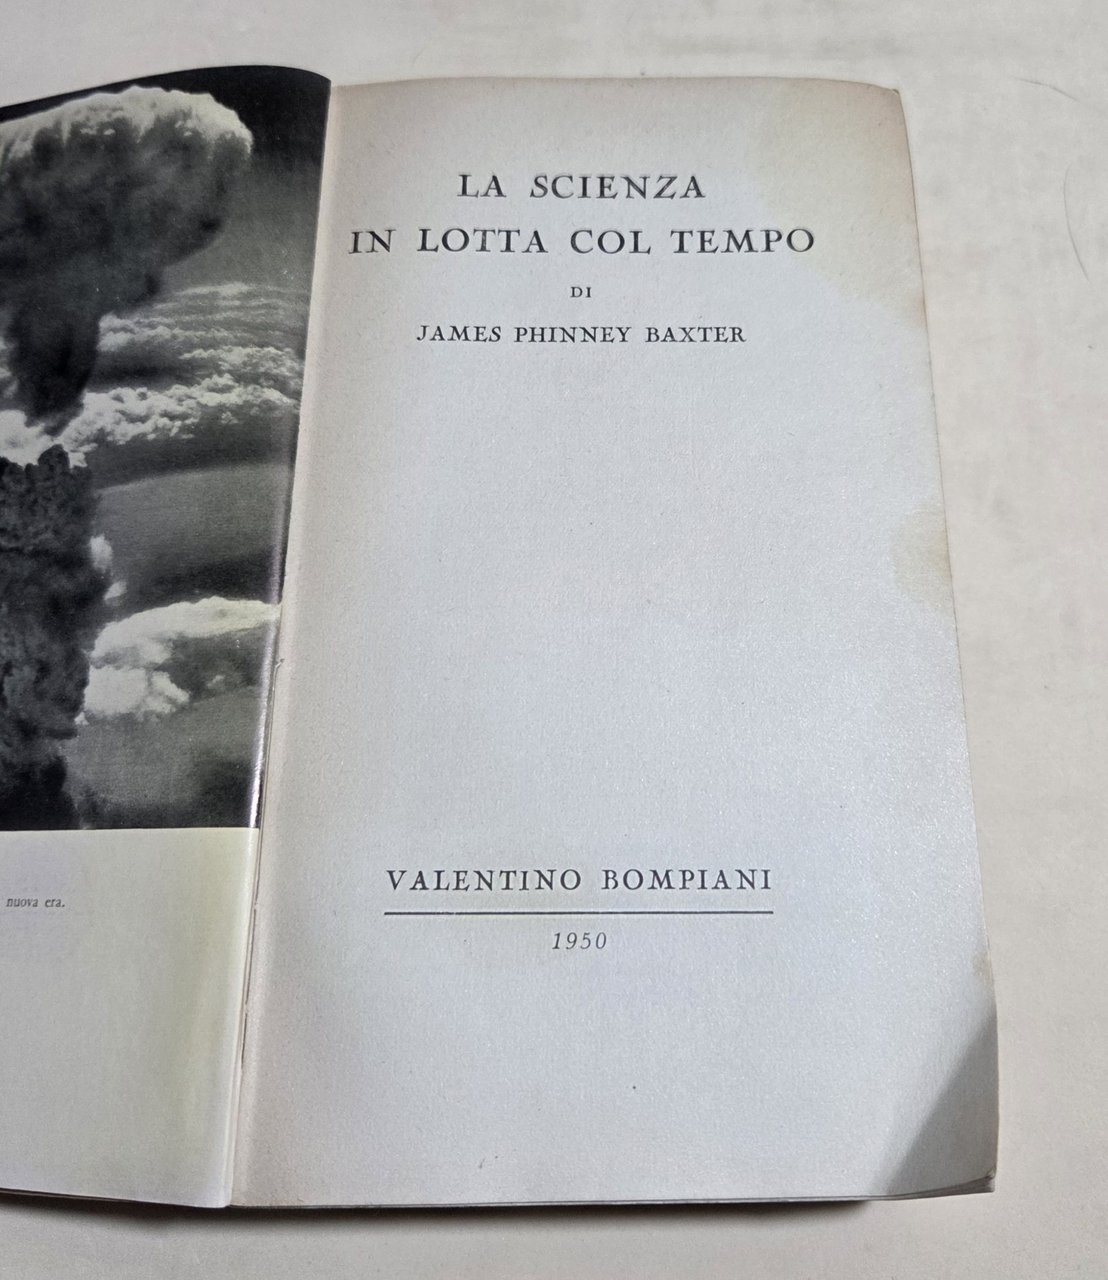 nuova era.
LA SCIENZA
IN LOTTA COL TEMPO
DI
JAMES PHINNEY BAXTER
VALENTINO BOMPIANI
1950